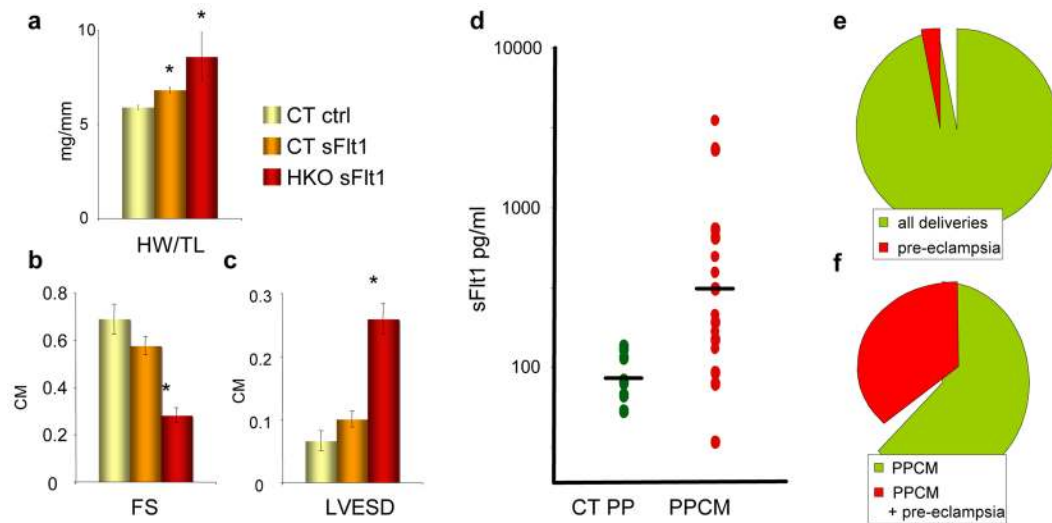 a
10
5
0
mg/mm
*
*
HW/TL
CT ctrl
CT sFlt1
HKO sFlt1
b
0.8
0.6
0.4
0.2
0
CM
*
FS
c
0.3
0.2
0.1
0
CM
*
LVESD
d
10000
1000
100
sFlt1 pg/ml
CT PP
PPCM
e
all deliveries
pre-eclampsia
f
PPCM
PPCM
+ pre-eclampsia